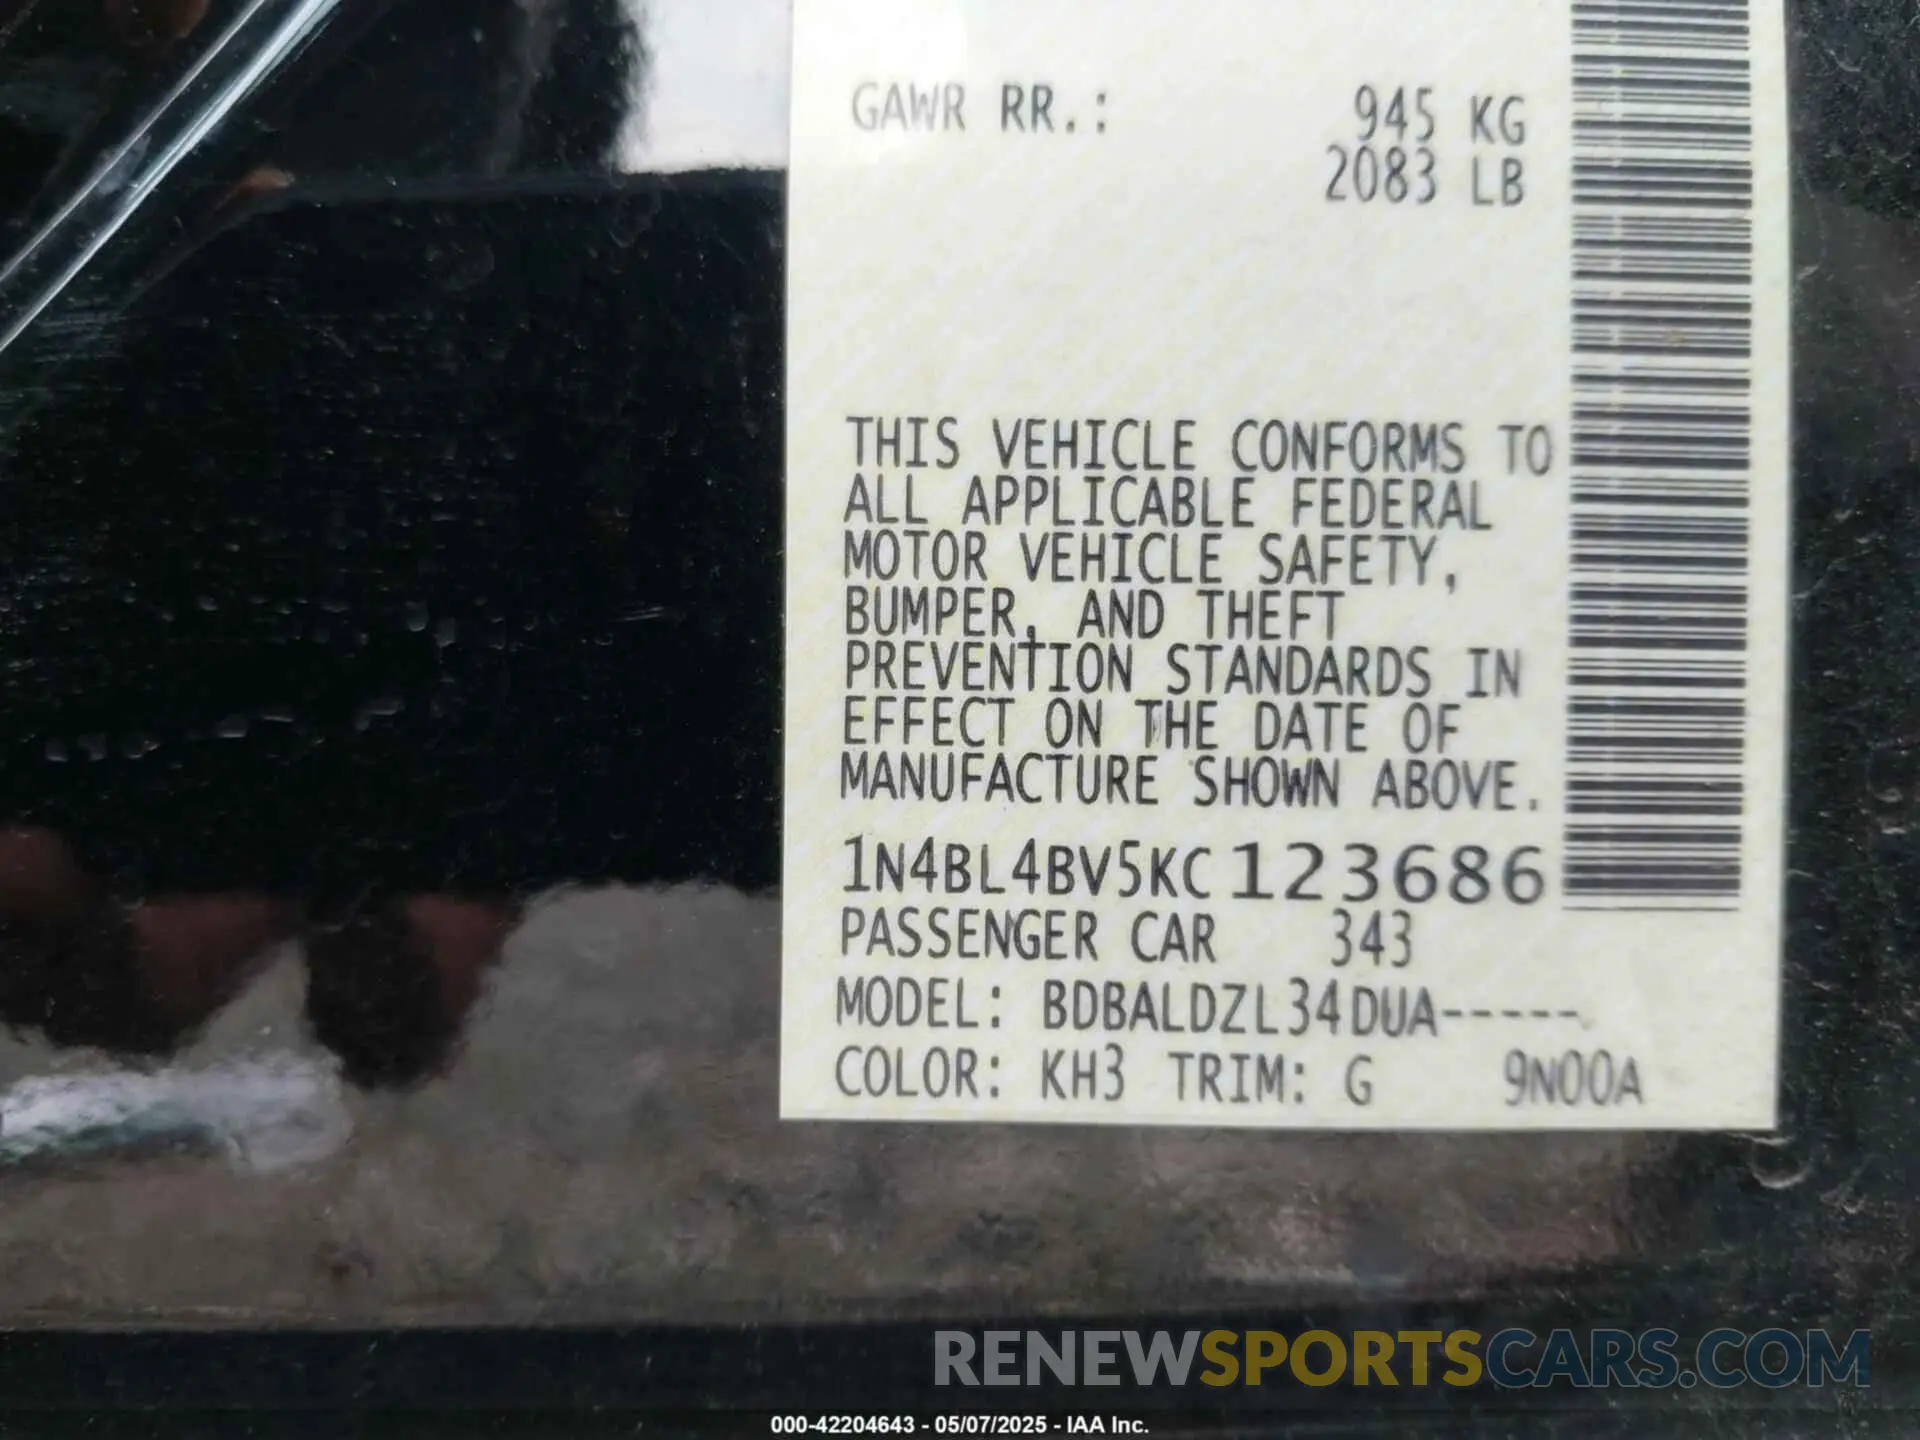 GAWR RR.: 945 KG
2083 LB
THIS VEHICLE CONFORMS TO
ALL APPLICABLE FEDERAL
MOTOR VEHICLE SAFETY,
BUMPER, AND THEFT
PREVENTION STANDARDS IN
EFFECT ON THE DATE OF
MANUFACTURE SHOWN ABOVE.
1N4BL4BV5KC123686
PASSENGER CAR 343
MODEL: BDBALDZL34DUA-----
COLOR: KH3 TRIM: G 9N00A
RENEWSPORTSCARS.COM
000-42204643 - 05/07/2025 - IAA Inc.